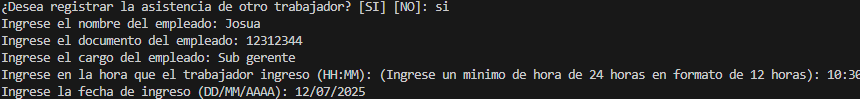 ¿Desea registrar la asistencia de otro trabajador? [SI] [NO]: si
Ingrese el nombre del empleado: Josua
Ingrese el documento del empleado: 12312344
Ingrese el cargo del empleado: Sub gerente
Ingrese en la hora que el trabajador ingreso (HH:MM): (Ingrese un minimo de hora de 24 horas en formato de 12 horas): 10:30
Ingrese la fecha de ingreso (DD/MM/AAAA): 12/07/2025